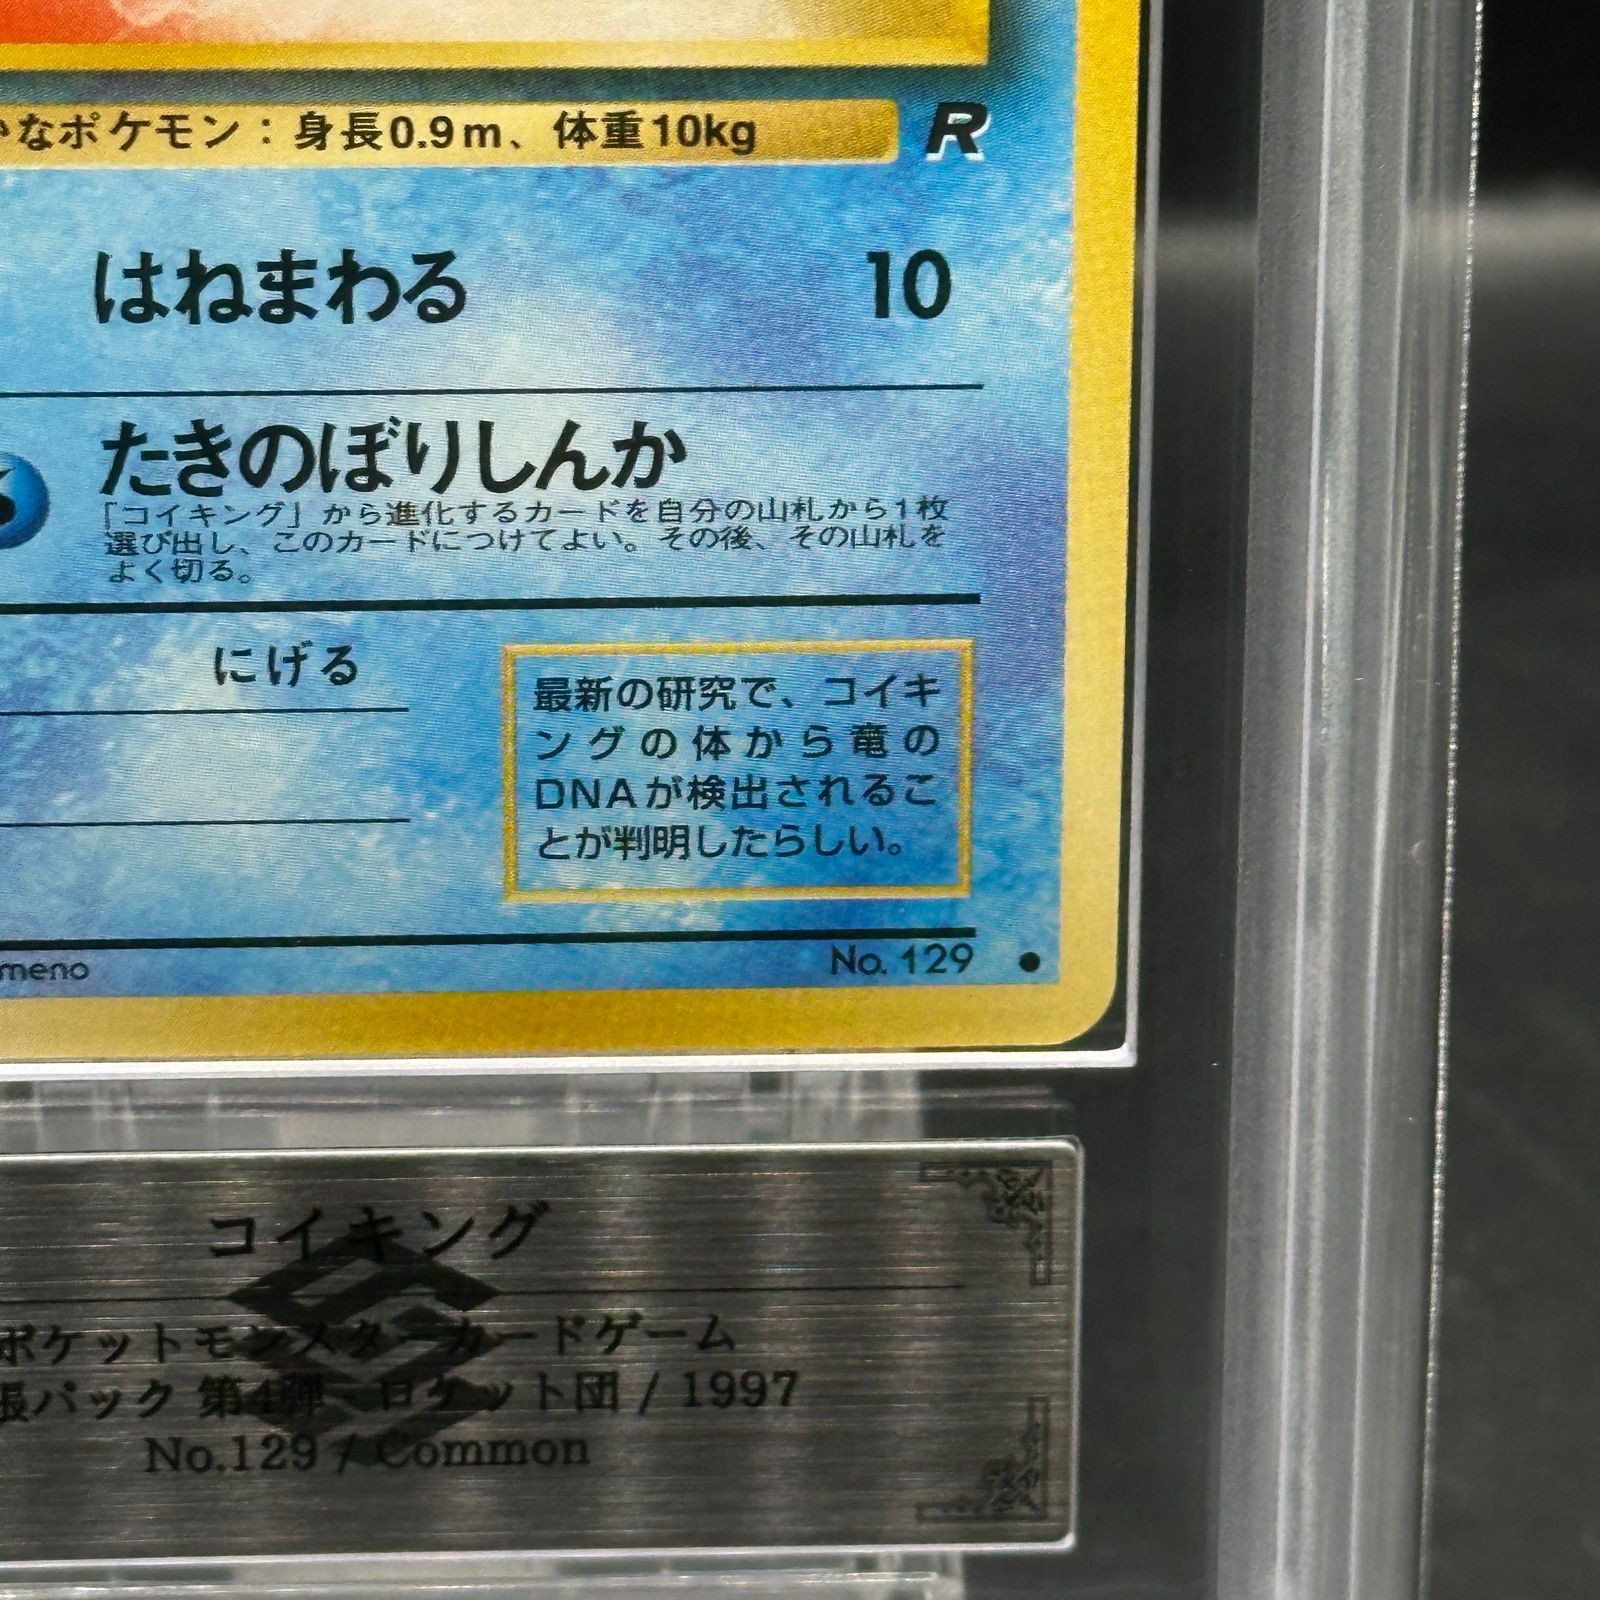 なポケモン：身長0.9m、体重10kg
R
はねまわる 10
たきのぼりしんか
「コイキング」から進化するカードを自分の山札から1枚
選び出し、このカードにつけてよい。その後、その山札を
よく切る。
にげる
最新の研究で、コイキ
ングの体から竜の
DNAが検出されるこ
とが判明したらしい。
meno
No. 129 ●
コイキング
ポケットモンスターカードゲーム
張パック 第4弾 ロケット団 / 1997
No.129 / Common